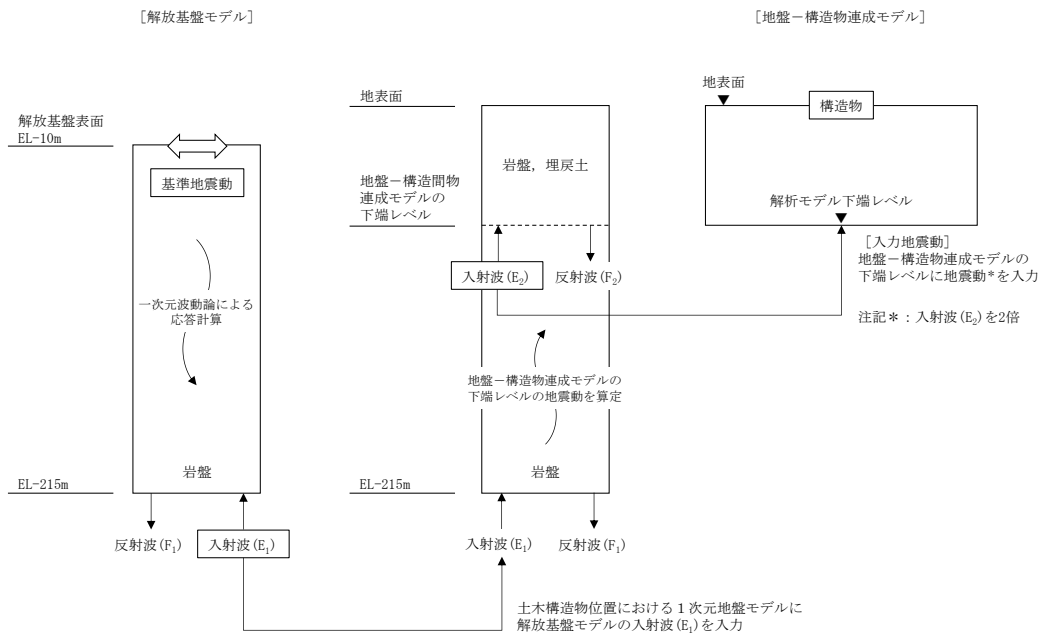 [解放基盤モデル]
[地盤－構造物連成モデル]
解放基盤表面
EL-10m
基準地震動
一次元波動論による
応答計算
岩盤
EL-215m
反射波(F₁)
入射波(E₁)
地表面
岩盤，埋戻土
地盤－構造間物
連成モデルの
下端レベル
入射波(E₂)
反射波(F₂)
地盤－構造物連成モデルの
下端レベルの地震動を算定
岩盤
EL-215m
入射波(E₁)
反射波(F₁)
土木構造物位置における１次元地盤モデルに
解放基盤モデルの入射波(E₁)を入力
地表面
構造物
解析モデル下端レベル
[入力地震動]
地盤－構造物連成モデルの
下端レベルに地震動＊を入力
注記＊：入射波(E₂)を2倍